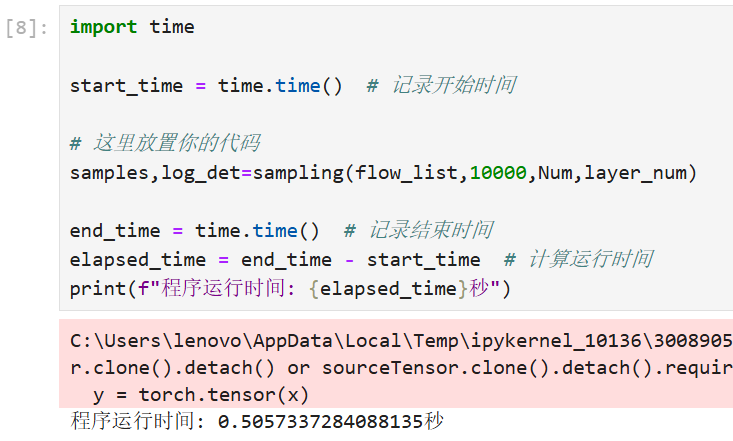 [8]:
import time
start_time = time.time()  # 记录开始时间
# 这里放置你的代码
samples,log_det=sampling(flow_list,10000,Num,layer_num)
end_time = time.time()  # 记录结束时间
elapsed_time = end_time - start_time  # 计算运行时间
print(f"程序运行时间: {elapsed_time}秒")
C:\Users\lenovo\AppData\Local\Temp\ipykernel_10136\3008905
r.clone().detach() or sourceTensor.clone().detach().requir
  y = torch.tensor(x)
程序运行时间: 0.5057337284088135秒